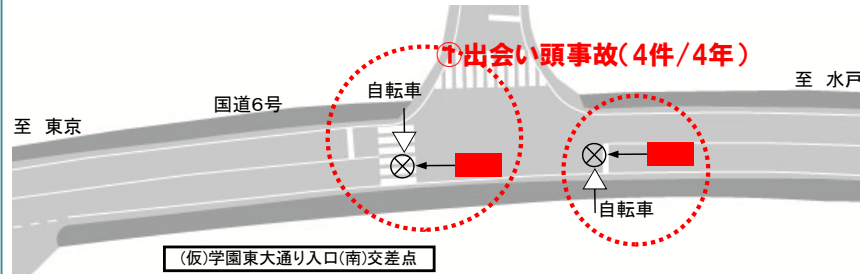 ①出会い頭事故(4件/4年)
至 水戸
自転車
国道6号
至 東京
自転車
(仮)学園東大通り入口(南)交差点